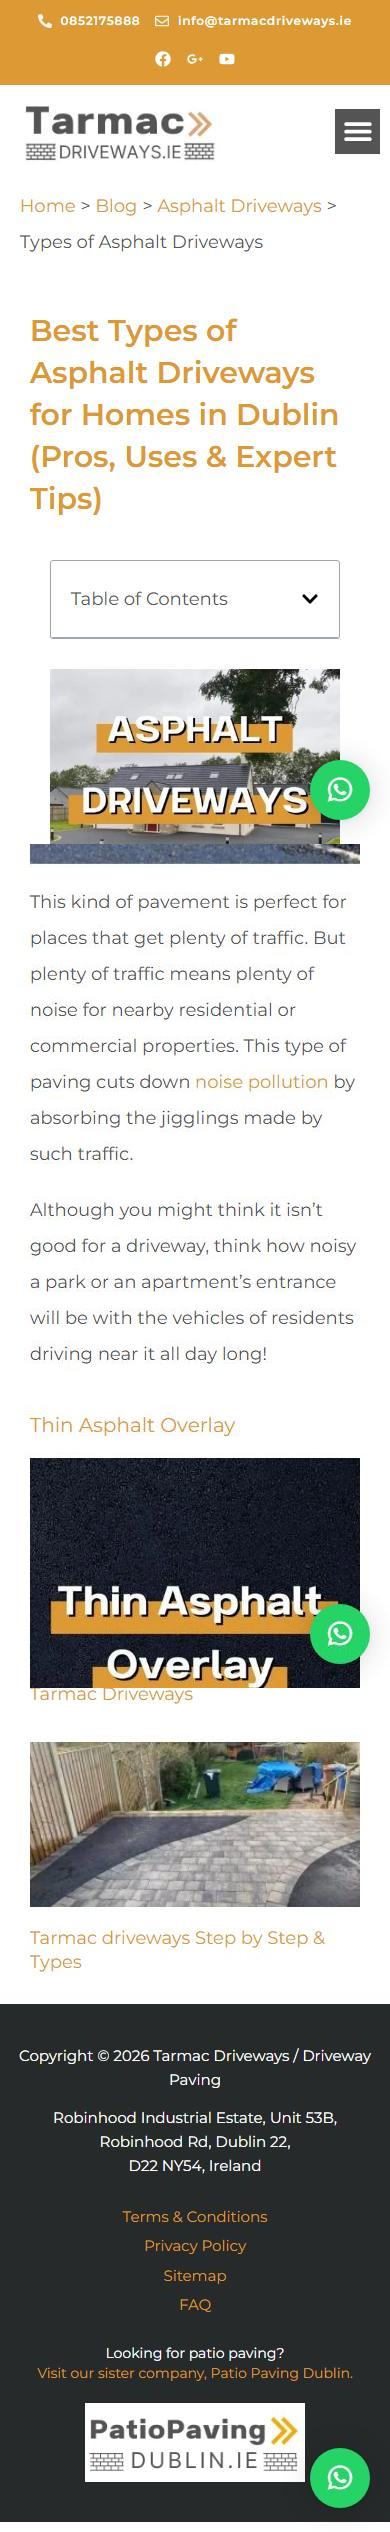 0852175888 info@tarmacdriveways.ie
Tarmac
DRIVEWAYS.IE
Home > Blog > Asphalt Driveways >
Types of Asphalt Driveways
Best Types of
Asphalt Driveways
for Homes in Dublin
(Pros, Uses & Expert
Tips)
Table of Contents
ASPHALT
DRIVEWAYS
This kind of pavement is perfect for
places that get plenty of traffic. But
plenty of traffic means plenty of
noise for nearby residential or
commercial properties. This type of
paving cuts down noise pollution by
absorbing the jigglings made by
such traffic.
Although you might think it isn’t
good for a driveway, think how noisy
a park or an apartment’s entrance
will be with the vehicles of residents
driving near it all day long!
Thin Asphalt Overlay
Thin Asphalt
Overlay
Tarmac Driveways
Tarmac driveways Step by Step &
Types
Copyright © 2026 Tarmac Driveways / Driveway
Paving
Robinhood Industrial Estate, Unit 53B,
Robinhood Rd, Dublin 22,
D22 NY54, Ireland
Terms & Conditions
Privacy Policy
Sitemap
FAQ
Looking for patio paving?
Visit our sister company, Patio Paving Dublin.
PatioPaving
DUBLIN.IE